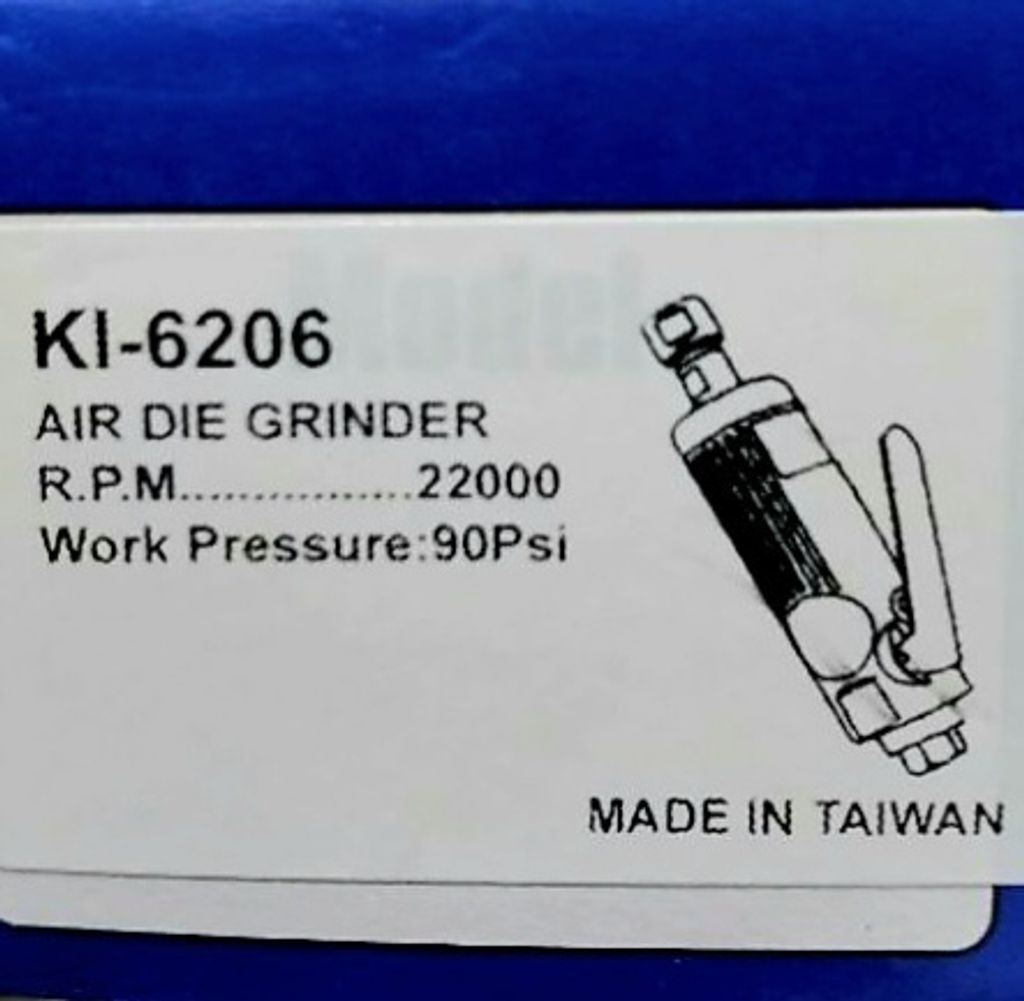 KI-6206
AIR DIE GRINDER
R.P.M................22000
Work Pressure:90Psi
MADE IN TAIWAN